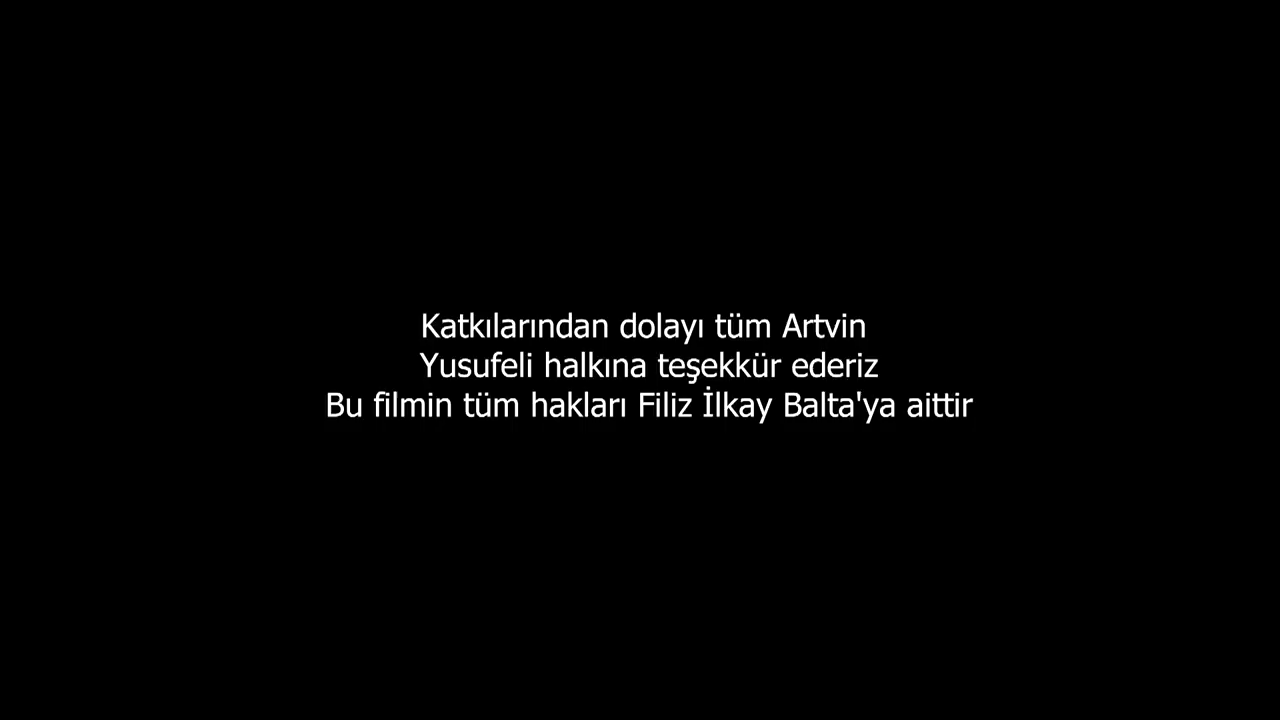 Katkılarından dolayı tüm Artvin
Yusufeli halkına teşekkür ederiz
Bu filmin tüm hakları Filiz İlkay Balta'ya aittir